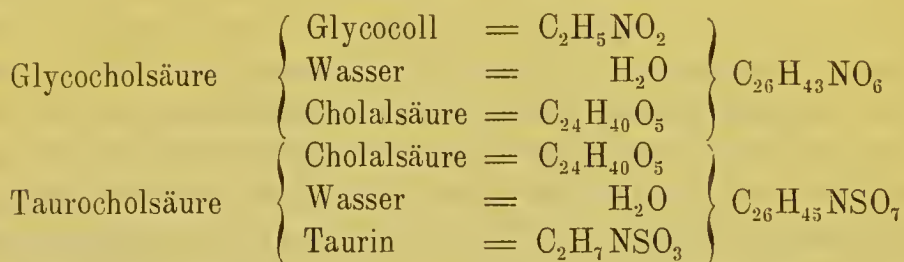 Glycocoll = C₂H₅NO₂
Glycocholsäure Wasser = H₂O C₂₆H₄₃NO₆
Cholalsäure = C₂₄H₄₀O₅
Cholalsäure = C₂₄H₄₀O₅
Taurocholsäure Wasser = H₂O C₂₆H₄₅NSO₇
Taurin = C₂H₇NSO₃